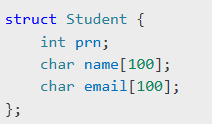 struct Student {
    int prn;
    char name[100];
    char email[100];
};